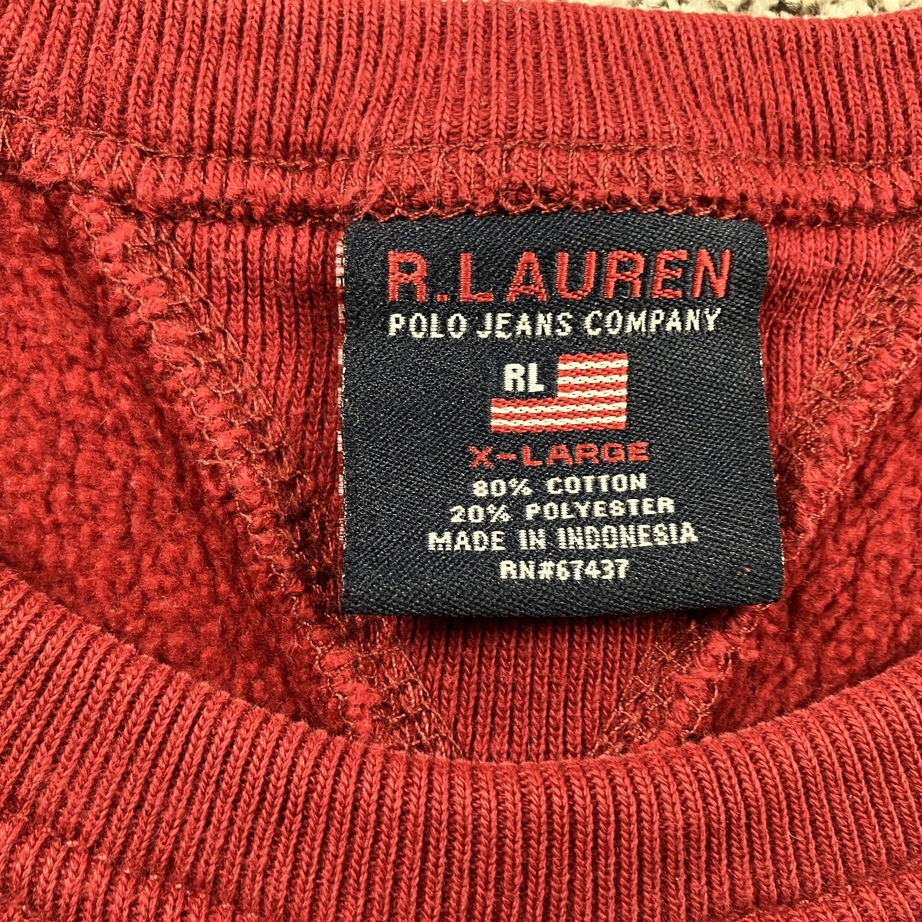 R.LAUREN
POLO JEANS COMPANY
RL
X-LARGE
80% COTTON
20% POLYESTER
MADE IN INDONESIA
RN#67437